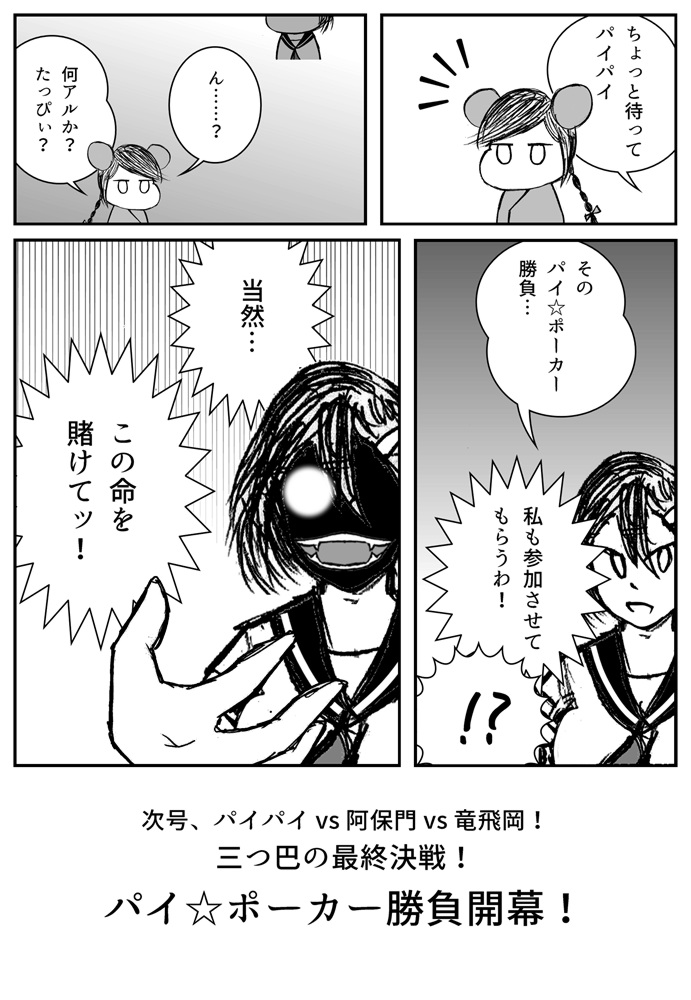 ちょっと待って
パイパイ
ん……？
何アルか？
たっぴぃ？
その
パイ☆ポーカー
勝負…
私も参加させて
もらうわ！
!?
当然…
この命を
賭けてッ！
次号、パイパイ vs 阿保門 vs 竜飛岡！
三つ巴の最終決戦！
パイ☆ポーカー勝負開幕！